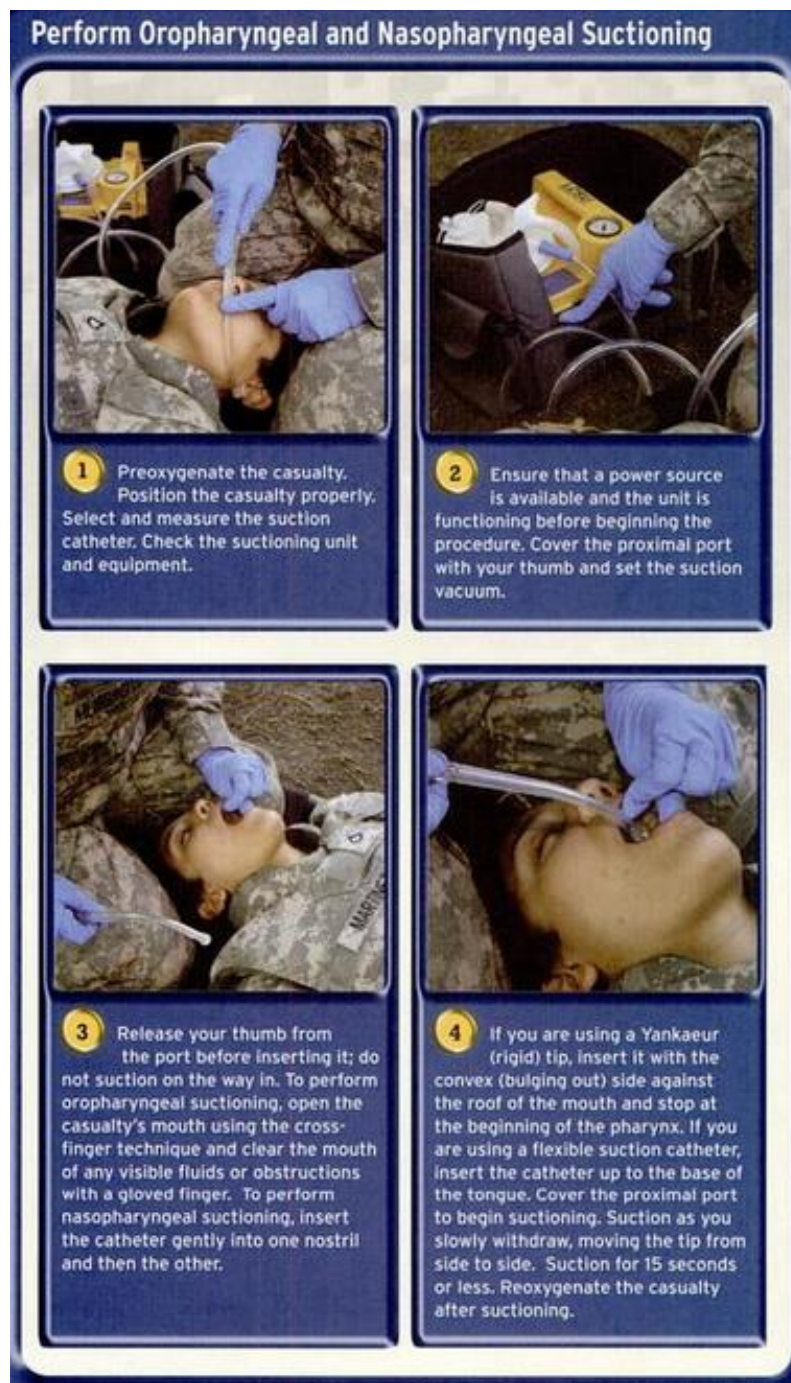 Perform Oropharyngeal and Nasopharyngeal Suctioning
1 Preoxygenate the casualty.
Position the casualty properly.
Select and measure the suction
catheter. Check the suctioning unit
and equipment.
2 Ensure that a power source
is available and the unit is
functioning before beginning the
procedure. Cover the proximal port
with your thumb and set the suction
vacuum.
3 Release your thumb from
the port before inserting it; do
not suction on the way in. To perform
oropharyngeal suctioning, open the
casualty's mouth using the cross-
finger technique and clear the mouth
of any visible fluids or obstructions
with a gloved finger. To perform
nasopharyngeal suctioning, insert
the catheter gently into one nostril
and then the other.
4 If you are using a Yankaeur
(rigid) tip, insert it with the
convex (bulging out) side against
the roof of the mouth and stop at
the beginning of the pharynx. If you
are using a flexible suction catheter,
insert the catheter up to the base of
the tongue. Cover the proximal port
to begin suctioning. Suction as you
slowly withdraw, moving the tip from
side to side. Suction for 15 seconds
or less. Reoxygenate the casualty
after suctioning.